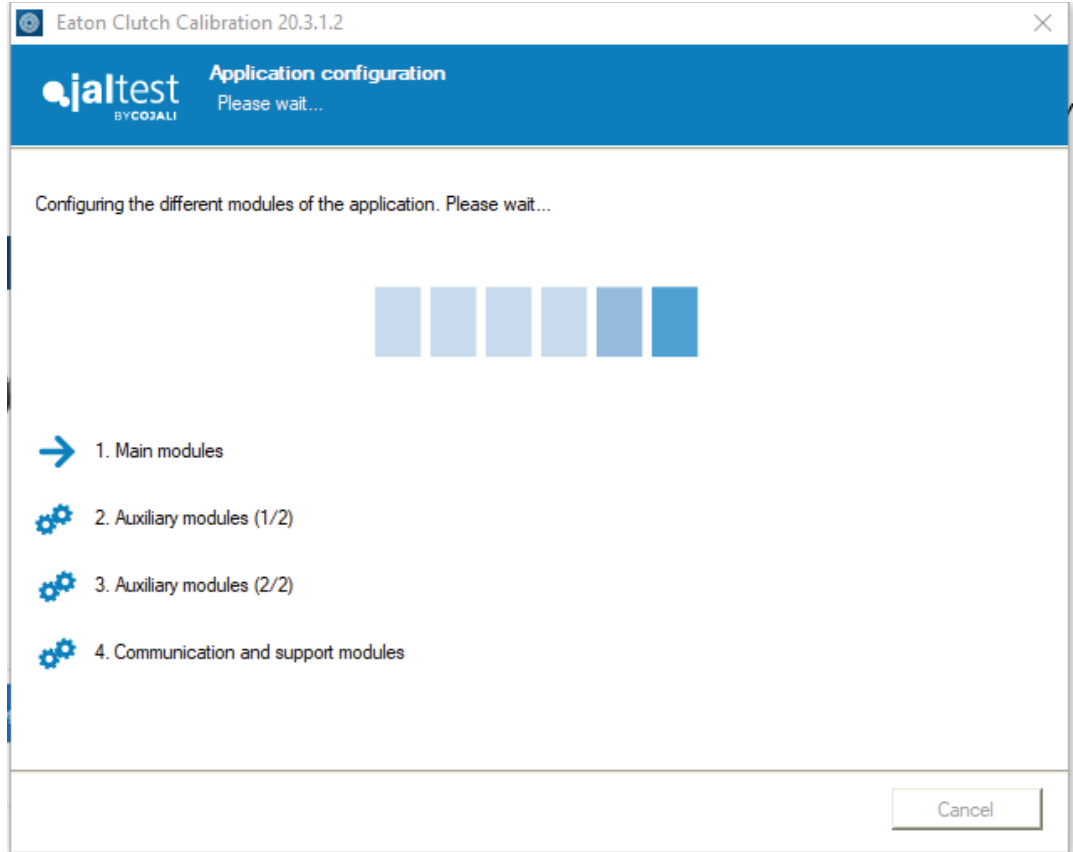 Eaton Clutch Calibration 20.3.1.2
jaltest
BY COJALI
Application configuration
Please wait...
Configuring the different modules of the application. Please wait...
1. Main modules
2. Auxiliary modules (1/2)
3. Auxiliary modules (2/2)
4. Communication and support modules
Cancel